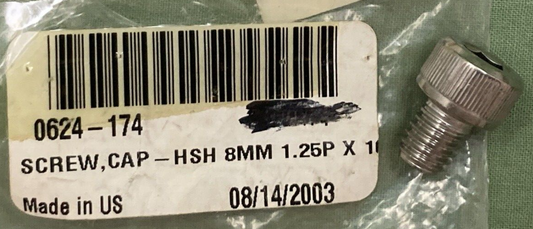 0624-174
SCREW,CAP-HSH 8MM 1.25P X
Made in US 08/14/2003